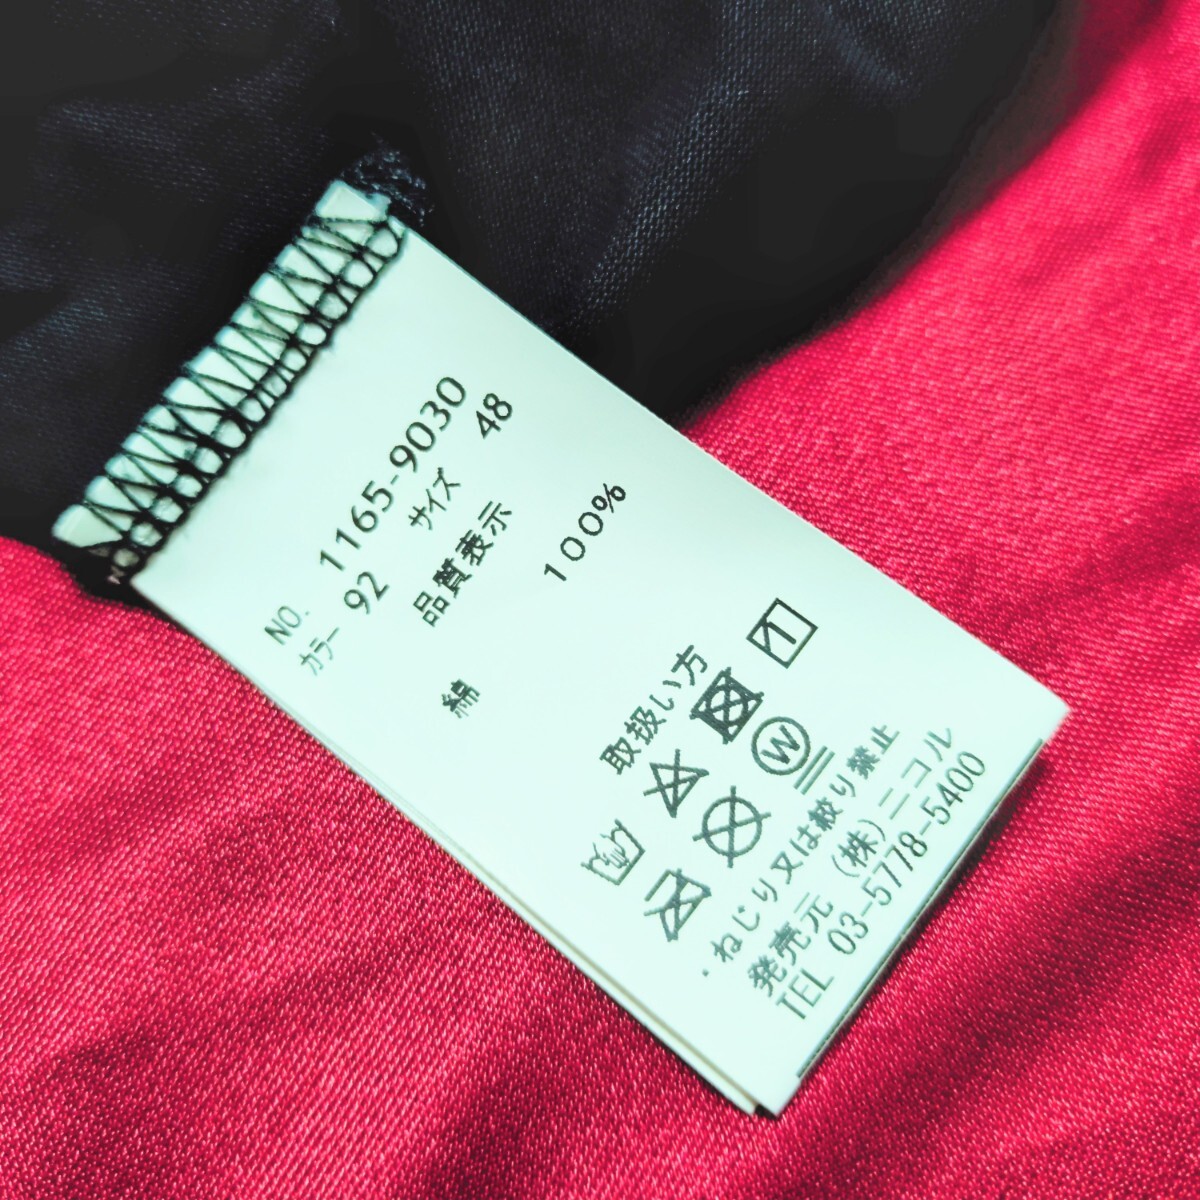 NO. 1165-9030
カラー 92 サイズ 48
品質表示
綿 100%
取扱い方
W
・ねじり又は絞り禁止
発売元 (株)ニコル
TEL 03-5778-5400